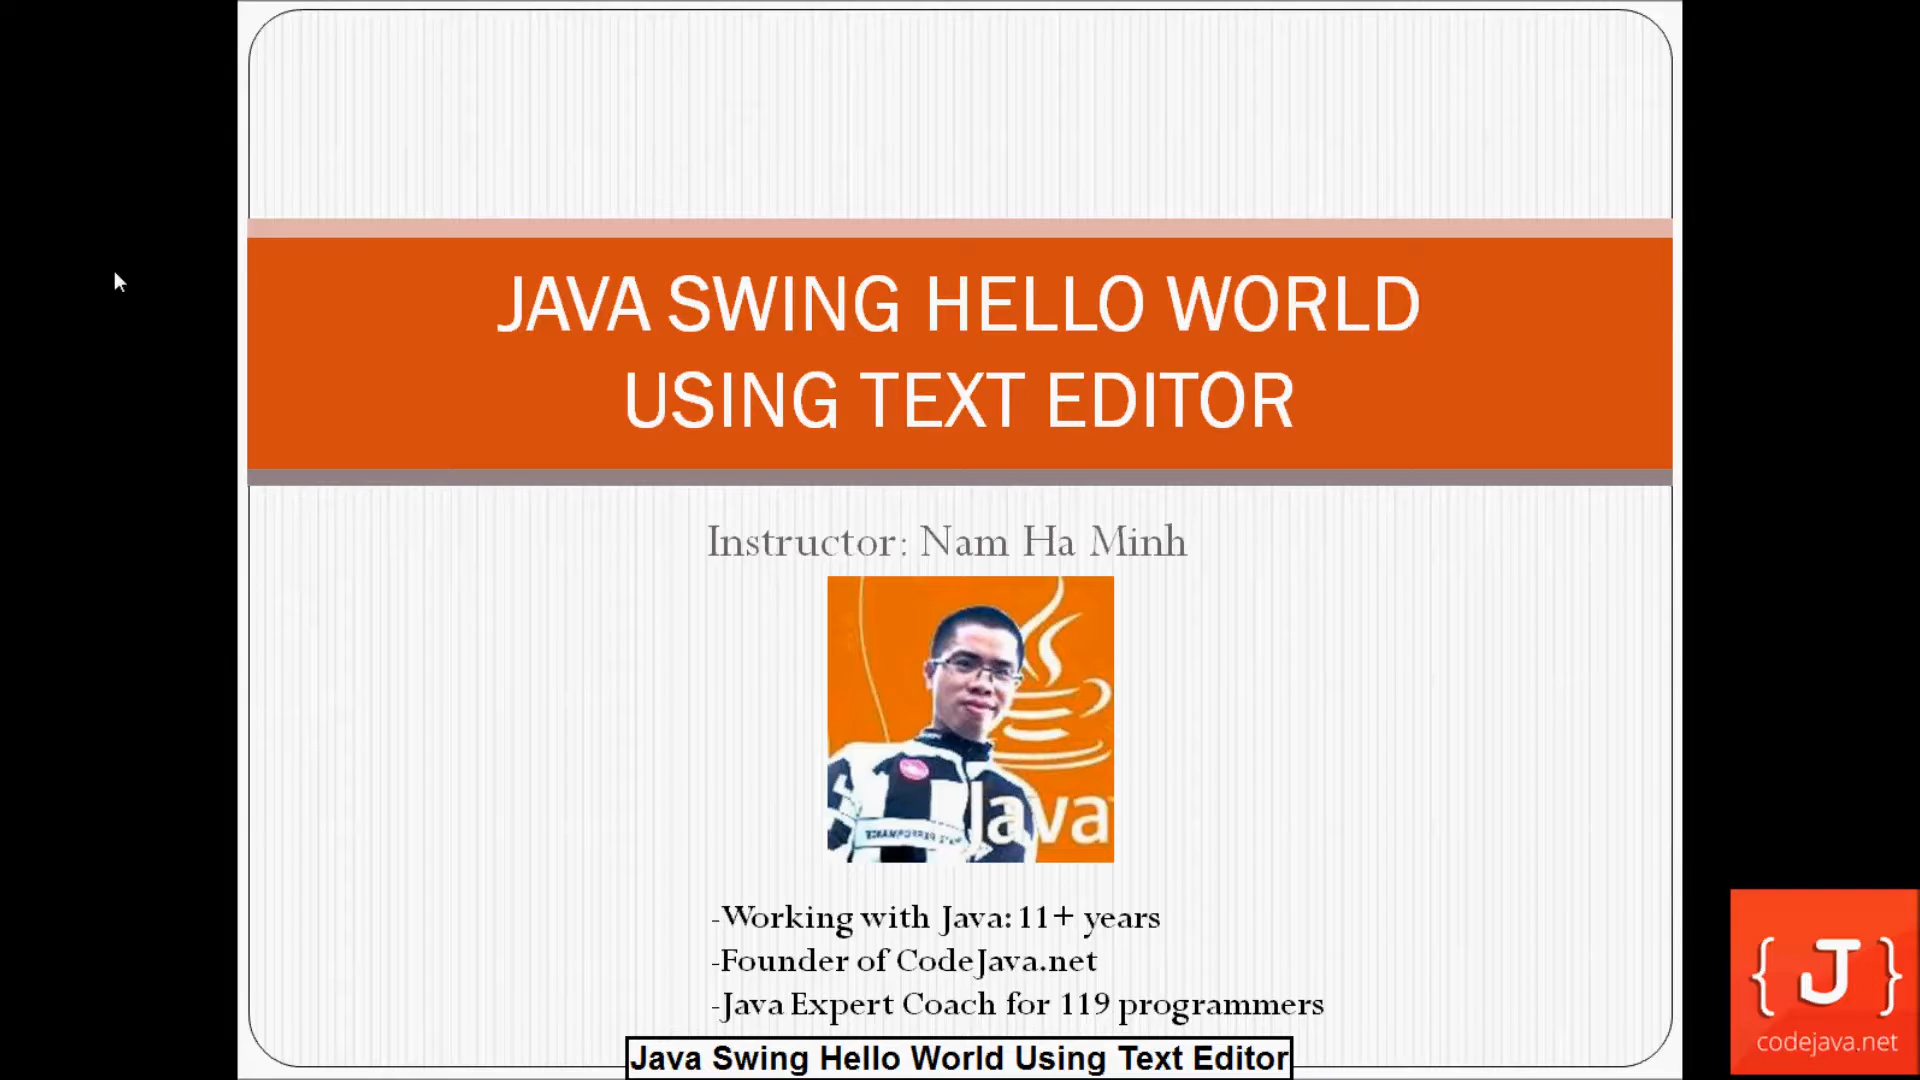 JAVA SWING HELLO WORLD
USING TEXT EDITOR
Instructor: Nam Ha Minh
Java
-Working with Java: 11+ years
-Founder of CodeJava.net
-Java Expert Coach for 119 programmers
Java Swing Hello World Using Text Editor
{ J }
codejava.net